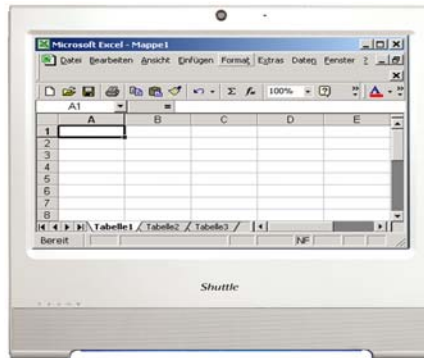 Microsoft Excel - Mappe1
Datei Bearbeiten Ansicht Einfügen Format Extras Daten Fenster ?
100%
A1 =
A B C D E
1
2
3
4
5
6
7
8
Tabelle1 Tabelle2 Tabelle3
Bereit NF
Shuttle